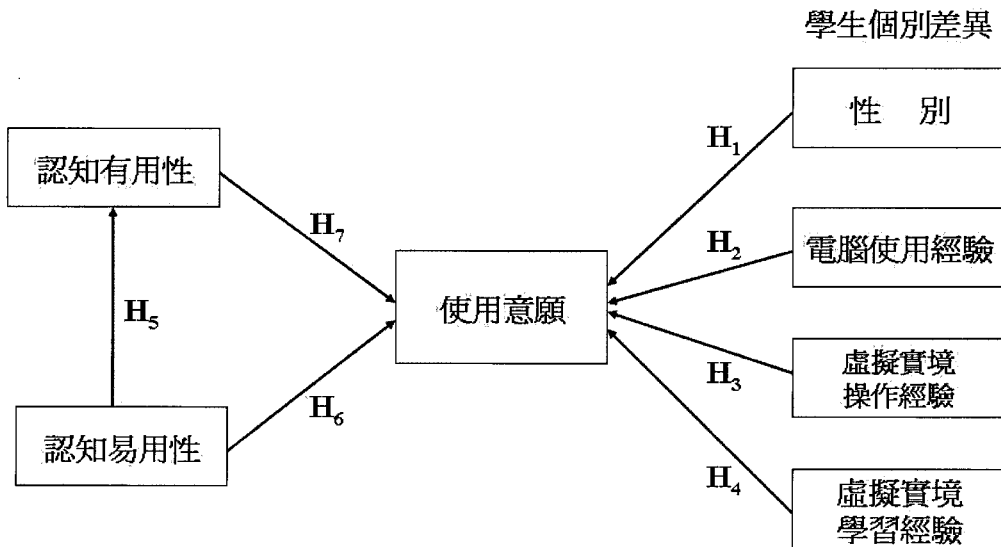 學生個別差異
性 別
H₁
認知有用性
H₇
H₂
電腦使用經驗
使用意願
H₅
虛擬實境
操作經驗
H₃
H₆
認知易用性
H₄
虛擬實境
學習經驗